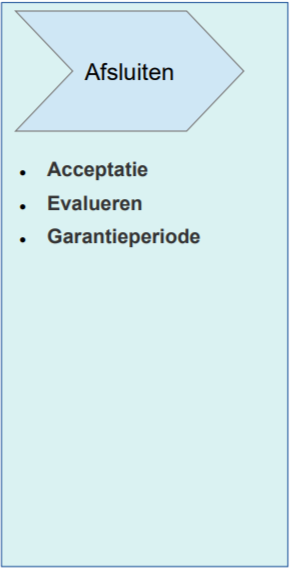 Afsluiten
• Acceptatie
• Evalueren
• Garantieperiode